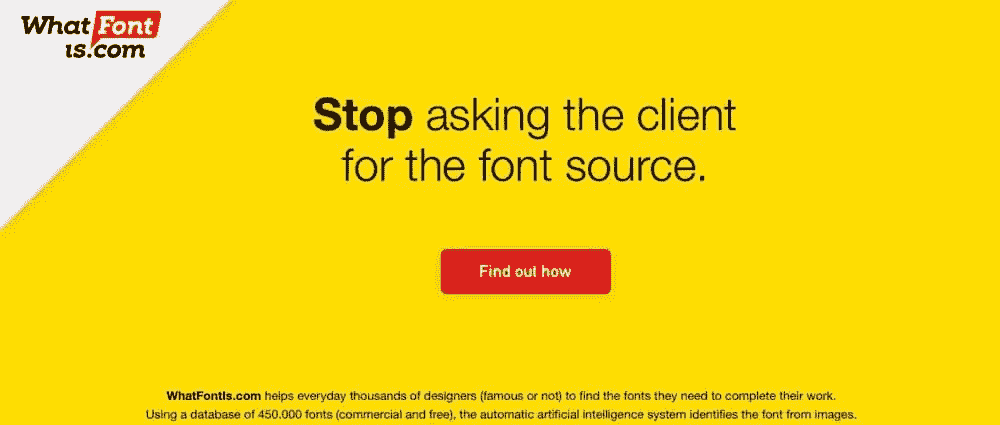 What Font
is.com
Stop asking the client
for the font source.
Find out how
WhatFontIs.com helps everyday thousands of designers (famous or not) to find the fonts they need to complete their work.
Using a database of 450.000 fonts (commercial and free), the automatic artificial intelligence system identifies the font from images.